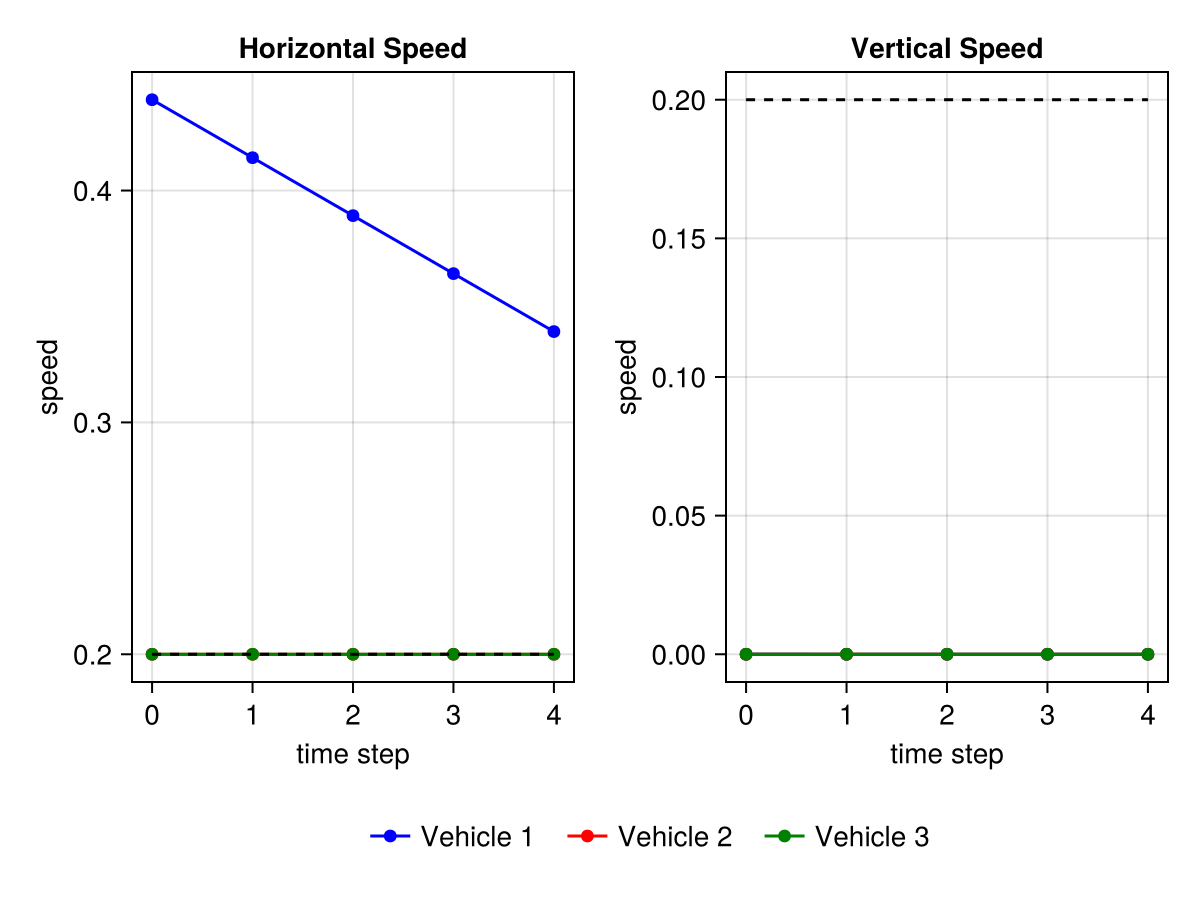 Horizontal Speed
speed
0.4
0.3
0.2
0 1 2 3 4
time step
Vertical Speed
speed
0.20
0.15
0.10
0.05
0.00
0 1 2 3 4
time step
Vehicle 1 Vehicle 2 Vehicle 3